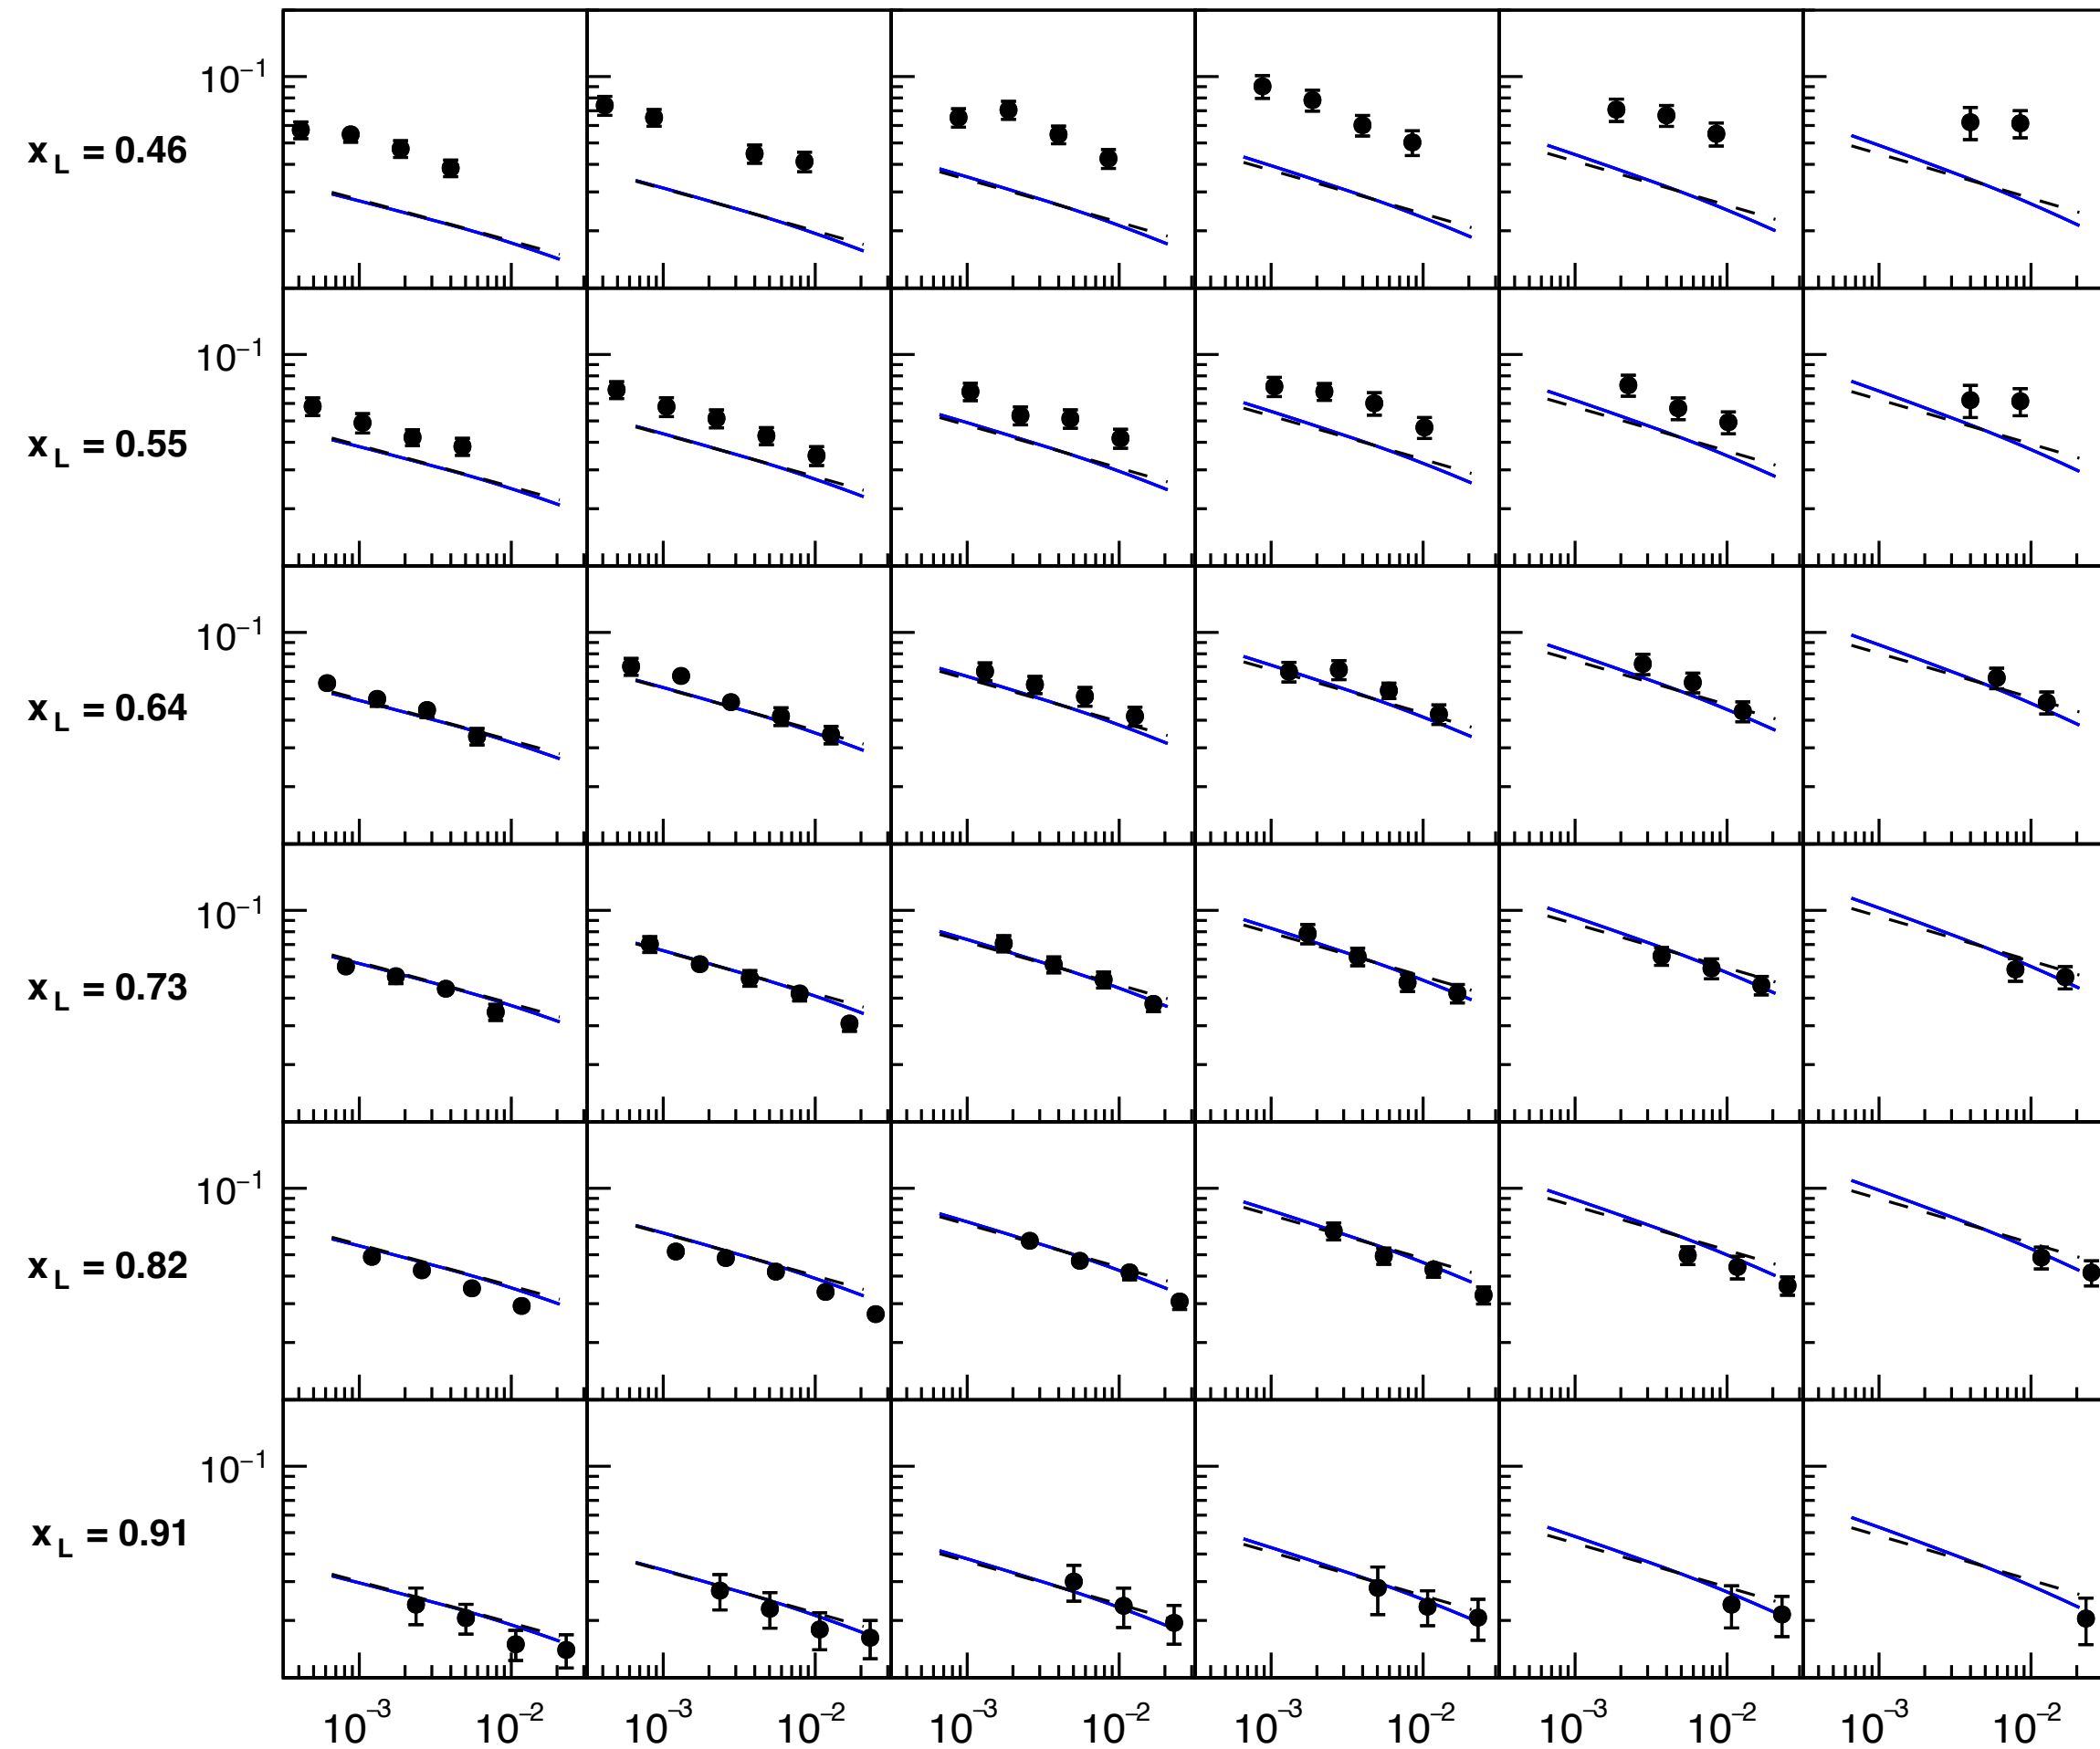 10⁻¹
x_L = 0.46
10⁻¹
x_L = 0.55
10⁻¹
x_L = 0.64
10⁻¹
x_L = 0.73
10⁻¹
x_L = 0.82
10⁻¹
x_L = 0.91
10⁻³ 10⁻² 10⁻³ 10⁻² 10⁻³ 10⁻² 10⁻³ 10⁻² 10⁻³ 10⁻² 10⁻³ 10⁻²